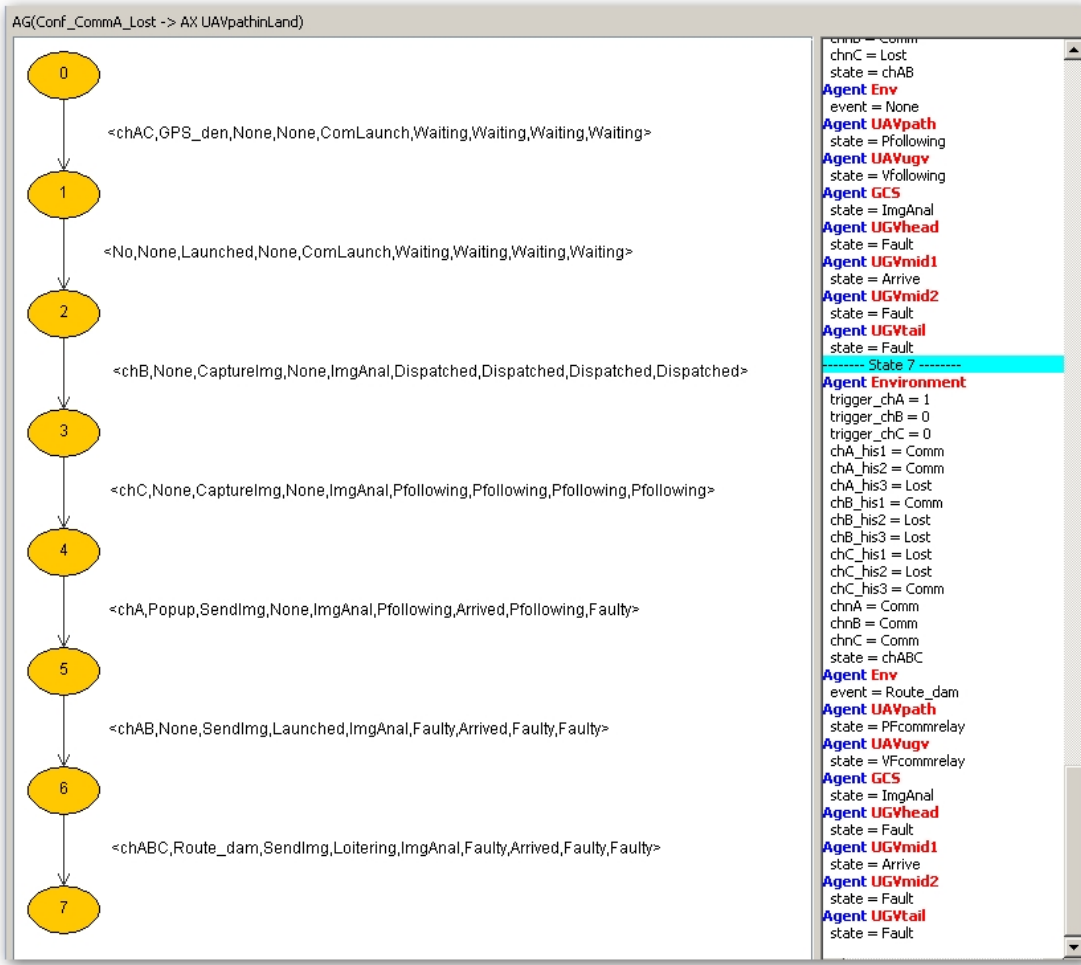 AG(Conf_CommA_Lost -> AX UAVpathinLand)
0
<chAC,GPS_den,None,None,ComLaunch,Waiting,Waiting,Waiting,Waiting>
1
<No,None,Launched,None,ComLaunch,Waiting,Waiting,Waiting,Waiting>
2
<chB,None,CaptureImg,None,ImgAnal,Dispatched,Dispatched,Dispatched,Dispatched>
3
<chC,None,CaptureImg,None,ImgAnal,Pfollowing,Pfollowing,Pfollowing,Pfollowing>
4
<chA,Popup,SendImg,None,ImgAnal,Pfollowing,Arrived,Pfollowing,Faulty>
5
<chAB,None,SendImg,Launched,ImgAnal,Faulty,Arrived,Faulty,Faulty>
6
<chABC,Route_dam,SendImg,Loitering,ImgAnal,Faulty,Arrived,Faulty,Faulty>
7
chnB = Comm
chnC = Lost
state = chAB
Agent Env
event = None
Agent UAVpath
state = Pfollowing
Agent UAVugv
state = Vfollowing
Agent GCS
state = ImgAnal
Agent UGVhead
state = Fault
Agent UGVmid1
state = Arrive
Agent UGVmid2
state = Fault
Agent UGVtail
state = Fault
-------- State 7 --------
Agent Environment
trigger_chA = 1
trigger_chB = 0
trigger_chC = 0
chA_his1 = Comm
chA_his2 = Comm
chA_his3 = Lost
chB_his1 = Comm
chB_his2 = Lost
chB_his3 = Lost
chC_his1 = Lost
chC_his2 = Lost
chC_his3 = Comm
chnA = Comm
chnB = Comm
chnC = Comm
state = chABC
Agent Env
event = Route_dam
Agent UAVpath
state = PFcommrelay
Agent UAVugv
state = VFcommrelay
Agent GCS
state = ImgAnal
Agent UGVhead
state = Fault
Agent UGVmid1
state = Arrive
Agent UGVmid2
state = Fault
Agent UGVtail
state = Fault